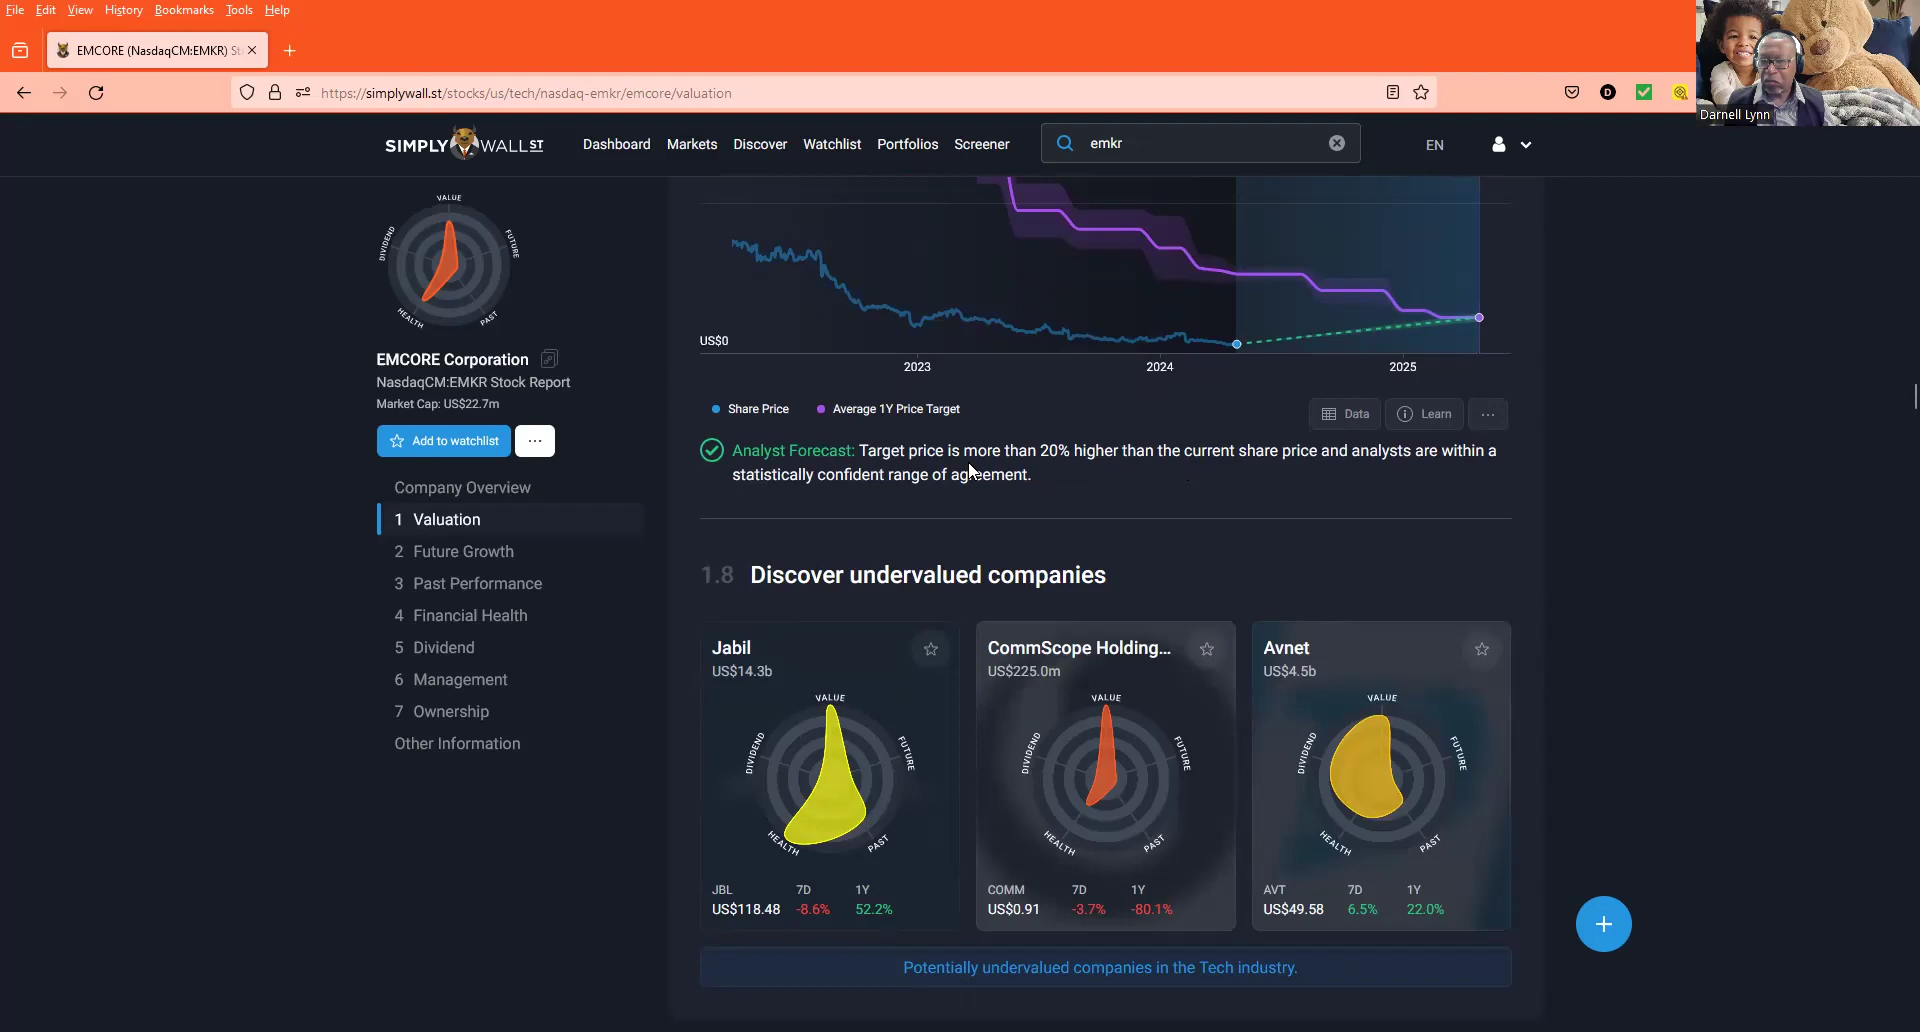 File Edit View History Bookmarks Tools Help
EMCORE (NasdaqCM:EMKR) St
https://simplywall.st/stocks/us/tech/nasdaq-emkr/emcore/valuation
D
Darnell Lynn
SIMPLY WALL ST
Dashboard Markets Discover Watchlist Portfolios Screener
emkr
EN
VALUE
FUTURE
PAST
HEALTH
DIVIDEND
EMCORE Corporation
NasdaqCM:EMKR Stock Report
Market Cap: US$22.7m
Add to watchlist
...
Company Overview
1 Valuation
2 Future Growth
3 Past Performance
4 Financial Health
5 Dividend
6 Management
7 Ownership
Other Information
US$0
2023 2024 2025
Share Price Average 1Y Price Target
Data Learn ...
Analyst Forecast: Target price is more than 20% higher than the current share price and analysts are within a
statistically confident range of agreement.
1.8 Discover undervalued companies
Jabil
US$14.3b
VALUE
FUTURE
PAST
HEALTH
DIVIDEND
JBL 7D 1Y
US$118.48 -8.6% 52.2%
CommScope Holding...
US$225.0m
VALUE
FUTURE
PAST
HEALTH
DIVIDEND
COMM 7D 1Y
US$0.91 -3.7% -80.1%
Avnet
US$4.5b
VALUE
FUTURE
PAST
HEALTH
DIVIDEND
AVT 7D 1Y
US$49.58 6.5% 22.0%
Potentially undervalued companies in the Tech industry.